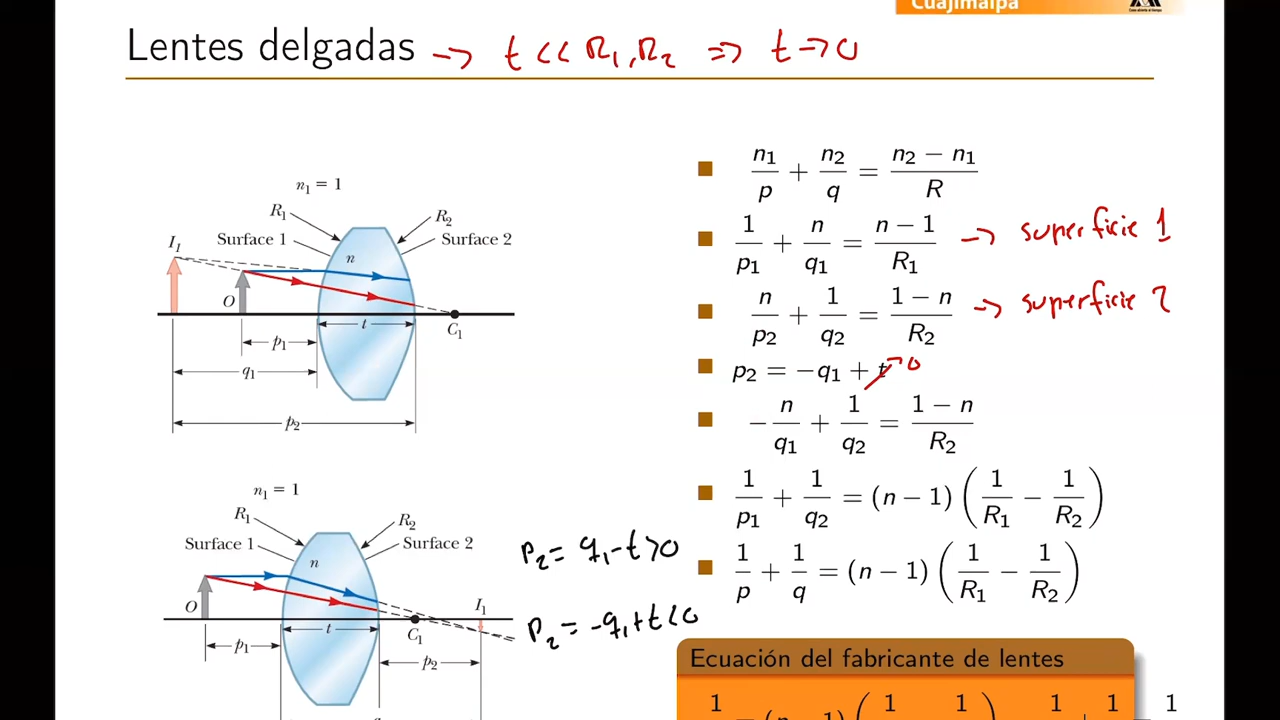 Cuajimalpa
Lentes delgadas → t << R₁, R₂ ⇒ t → 0
n₁ = 1
R₁
R₂
Surface 1
Surface 2
I₁
n
O
t
C₁
p₁
q₁
p₂
n₁ = 1
R₁
R₂
Surface 1
Surface 2
n
O
I₁
t
C₁
p₁
p₂
p₂ = q₁ - t > 0
p₂ = -q₁ + t < 0
n₁/p + n₂/q = (n₂ − n₁)/R
1/p₁ + n/q₁ = (n − 1)/R₁ → superficie 1
n/p₂ + 1/q₂ = (1 − n)/R₂ → superficie 2
p₂ = −q₁ + t → 0
−n/q₁ + 1/q₂ = (1 − n)/R₂
1/p₁ + 1/q₂ = (n − 1)(1/R₁ − 1/R₂)
1/p + 1/q = (n − 1)(1/R₁ − 1/R₂)
Ecuación del fabricante de lentes